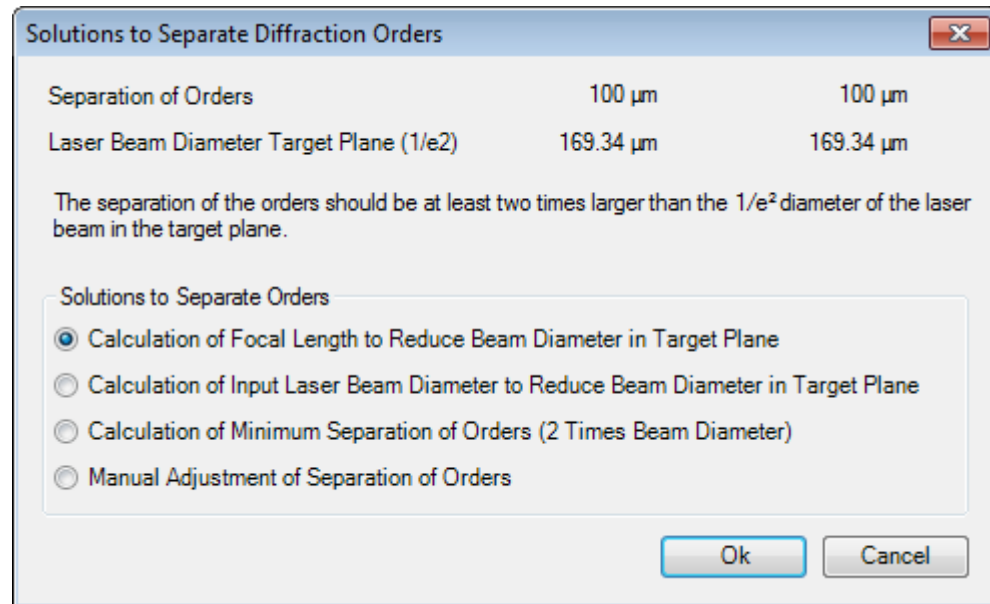 Solutions to Separate Diffraction Orders
Separation of Orders 100 µm 100 µm
Laser Beam Diameter Target Plane (1/e2) 169.34 µm 169.34 µm
The separation of the orders should be at least two times larger than the 1/e² diameter of the laser
beam in the target plane.
Solutions to Separate Orders
Calculation of Focal Length to Reduce Beam Diameter in Target Plane
Calculation of Input Laser Beam Diameter to Reduce Beam Diameter in Target Plane
Calculation of Minimum Separation of Orders (2 Times Beam Diameter)
Manual Adjustment of Separation of Orders
Ok Cancel